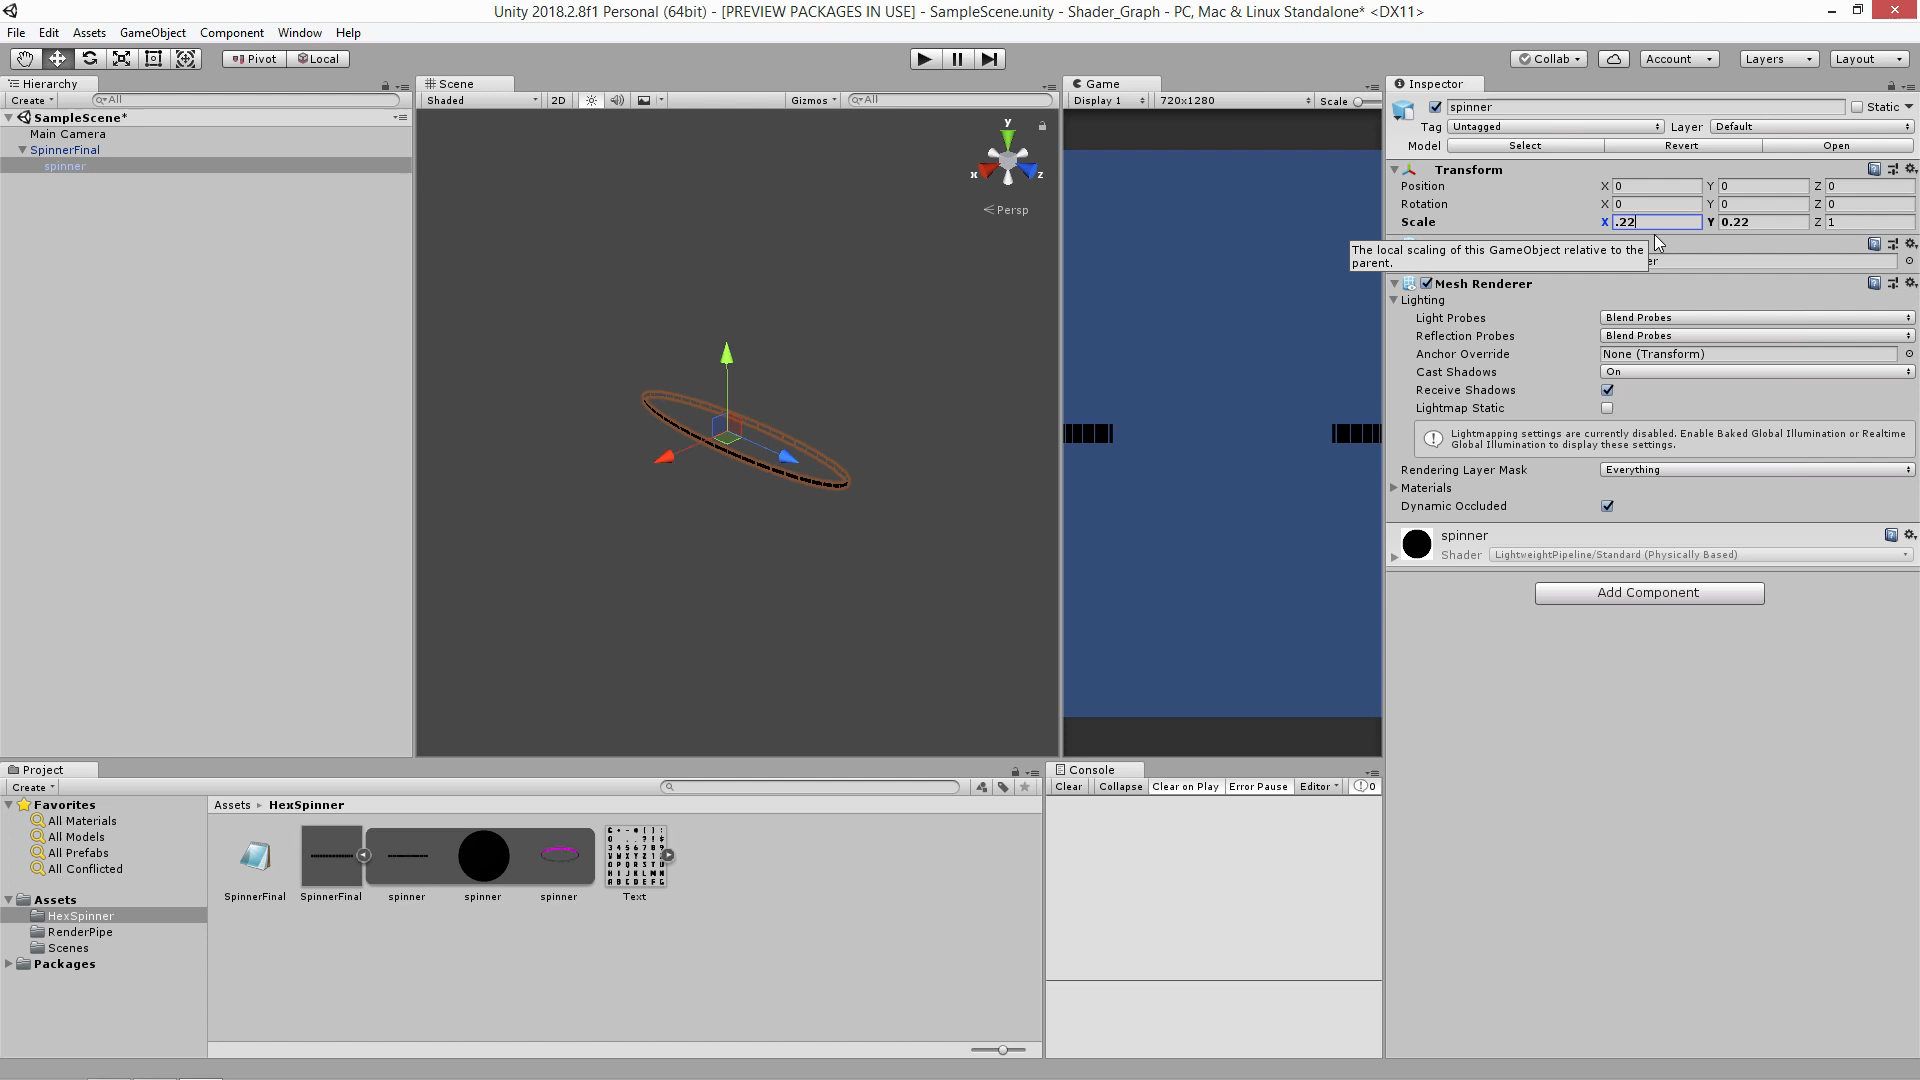 Unity 2018.2.8f1 Personal (64bit) - [PREVIEW PACKAGES IN USE] - SampleScene.unity - Shader_Graph - PC, Mac & Linux Standalone* <DX11>
File Edit Assets GameObject Component Window Help
Pivot Local Collab Account Layers Layout
Hierarchy
Create All
SampleScene*
Main Camera
SpinnerFinal
spinner
Scene
Shaded 2D Gizmos All
y
x
z
Persp
Game
Display 1 720x1280 Scale
Inspector
spinner Static
Tag Untagged Layer Default
Model Select Revert Open
Transform
Position X 0 Y 0 Z 0
Rotation X 0 Y 0 Z 0
Scale X .22 Y 0.22 Z 1
The local scaling of this GameObject relative to the
parent.
Mesh Renderer
Lighting
Light Probes Blend Probes
Reflection Probes Blend Probes
Anchor Override None (Transform)
Cast Shadows On
Receive Shadows
Lightmap Static
Lightmapping settings are currently disabled. Enable Baked Global Illumination or Realtime
Global Illumination to display these settings.
Rendering Layer Mask Everything
Materials
Dynamic Occluded
spinner
Shader LightweightPipeline/Standard (Physically Based)
Add Component
Project
Create
Favorites
All Materials
All Models
All Prefabs
All Conflicted
Assets
HexSpinner
RenderPipe
Scenes
Packages
Assets HexSpinner
SpinnerFinal SpinnerFinal spinner spinner spinner Text
Console
Clear Collapse Clear on Play Error Pause Editor 0